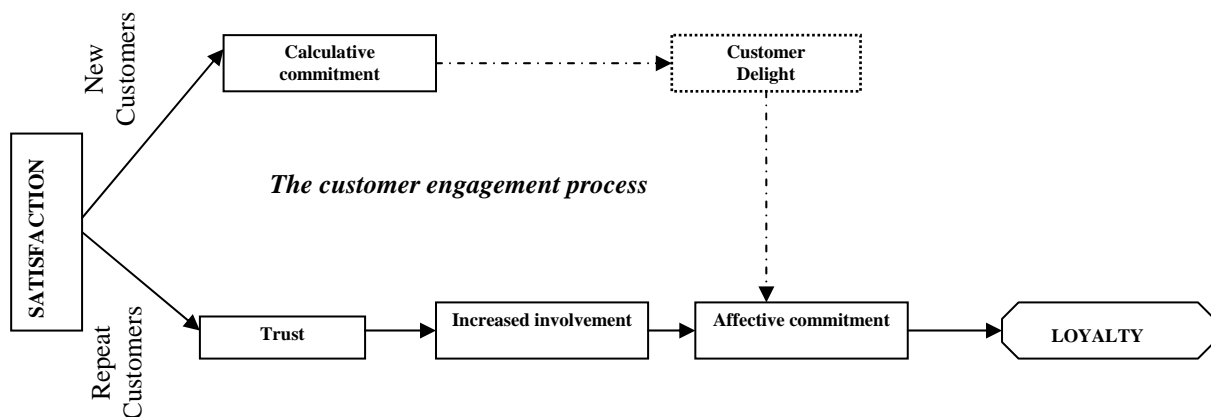 New
Customers
Calculative
commitment
Customer
Delight
SATISFACTION
The customer engagement process
Repeat
Customers
Trust
Increased involvement
Affective commitment
LOYALTY